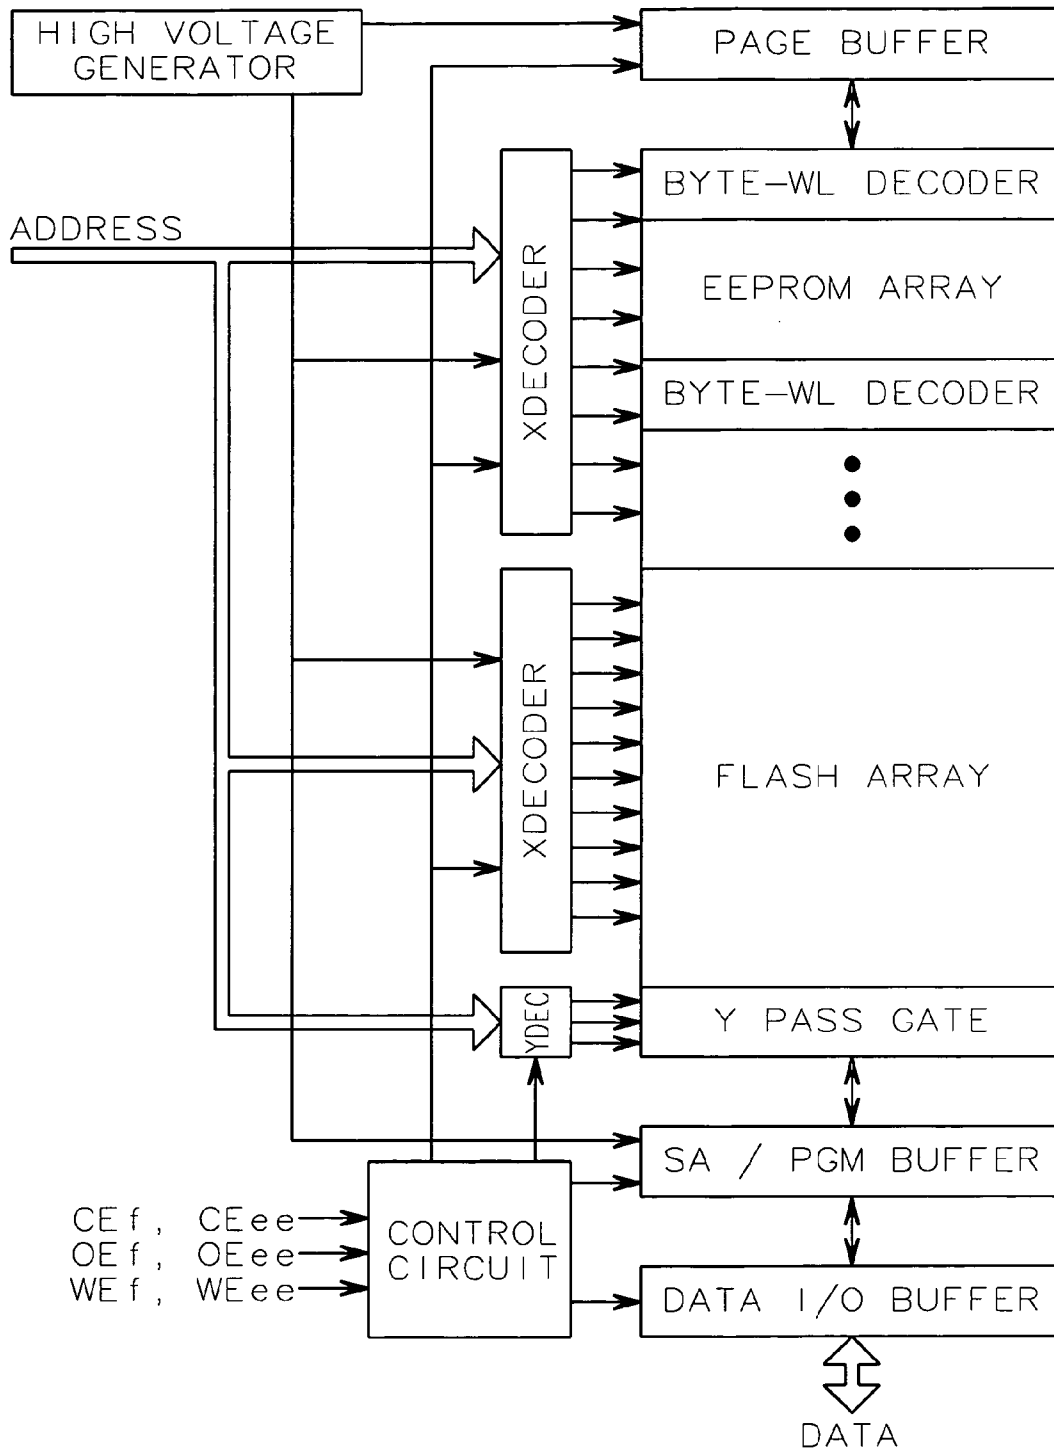 HIGH VOLTAGE
GENERATOR
PAGE BUFFER
BYTE-WL DECODER
ADDRESS
XDECODER
EEPROM ARRAY
BYTE-WL DECODER
XDECODER
FLASH ARRAY
YDEC
Y PASS GATE
SA / PGM BUFFER
CEf, CEee
OEf, OEee
WEf, WEee
CONTROL
CIRCUIT
DATA I/O BUFFER
DATA